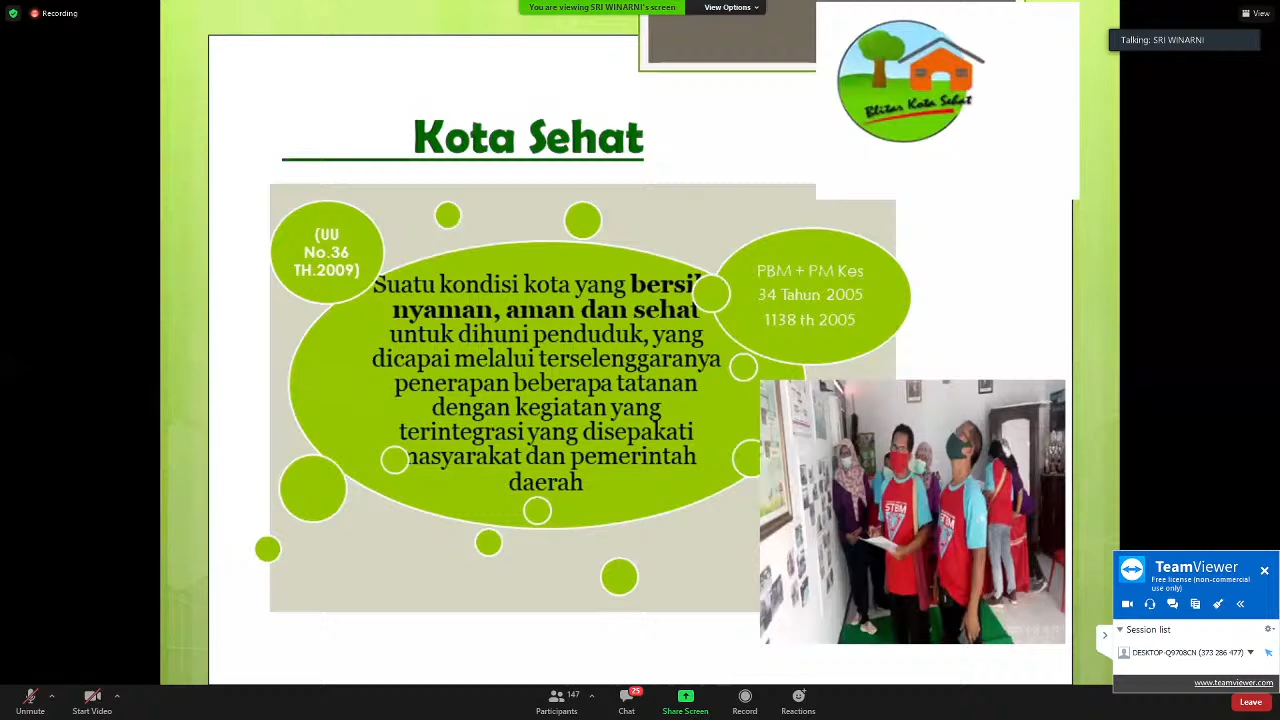 Recording
You are viewing SRI WINARNI's screen
View Options
View
Talking: SRI WINARNI
Blitar Kota Sehat
Kota Sehat
(UU
No.36
TH.2009)
Suatu kondisi kota yang bersi
nyaman, aman dan sehat
untuk dihuni penduduk, yang
dicapai melalui terselenggaranya
penerapan beberapa tatanan
dengan kegiatan yang
terintegrasi yang disepakati
masyarakat dan pemerintah
daerah
PBM + PM Kes
34 Tahun 2005
1138 th 2005
STBM
STBM
TeamViewer
Free license (non-commercial
use only)
Session list
DESKTOP-Q9708CN (373 286 477)
www.teamviewer.com
Unmute
Start Video
147
Participants
25
Chat
Share Screen
Record
Reactions
Leave